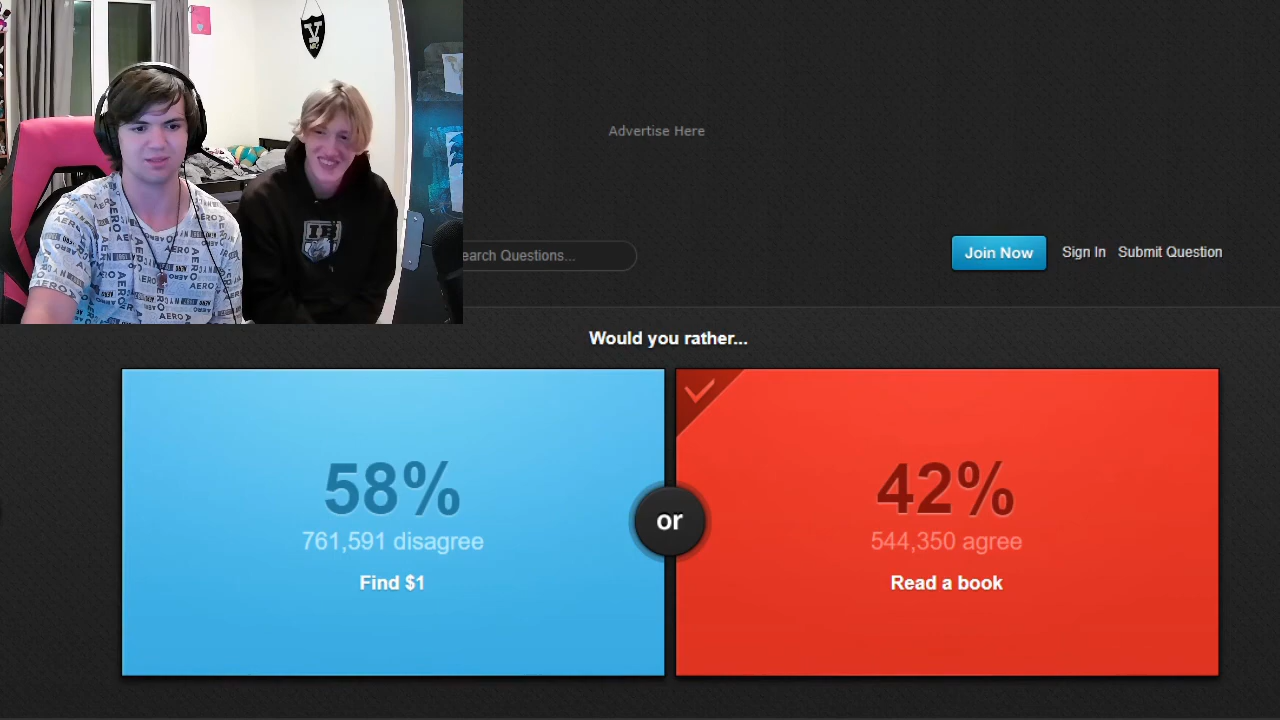 Advertise Here
earch Questions...
Join Now
Sign In
Submit Question
Would you rather...
58%
761,591 disagree
Find $1
or
42%
544,350 agree
Read a book
AERO